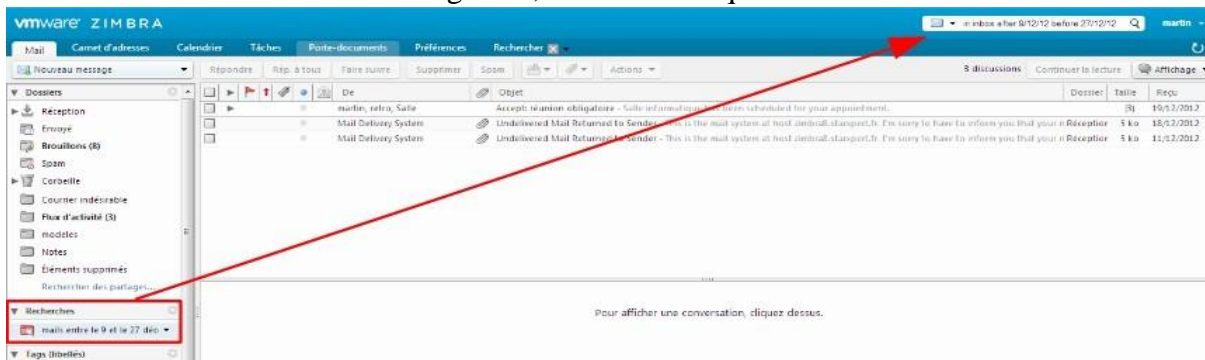 vmware ZIMBRA
in inbox after 9/12/12 before 27/12/12
martin
Mail Carnet d'adresses Calendrier Tâches Porte-documents Préférences Rechercher
Nouveau message Répondre Rép. à tous Faire suivre Supprimer Spam Actions 3 discussions Continuer la lecture Affichage
Dossiers De Objet Dossier Taille Reçu
Réception martin, retro, Salle Accept: réunion obligatoire - Salle informatique has been scheduled for your appointment. (3) 19/12/2012
Envoyé Mail Delivery System Undelivered Mail Returned to Sender - This is the mail system at host zimbra8.starxpert.fr. I'm sorry to have to inform you that your Réception 5 ko 18/12/2012
Brouillons (8) Mail Delivery System Undelivered Mail Returned to Sender - This is the mail system at host zimbra8.starxpert.fr. I'm sorry to have to inform you that your Réception 5 ko 11/12/2012
Spam
Corbeille
Courrier indésirable
Flux d'activité (3)
modeles
Notes
Éléments supprimés
Rechercher des partages...
Recherches
mails entre le 9 et le 27 déc
Tags (libellés)
Pour afficher une conversation, cliquez dessus.